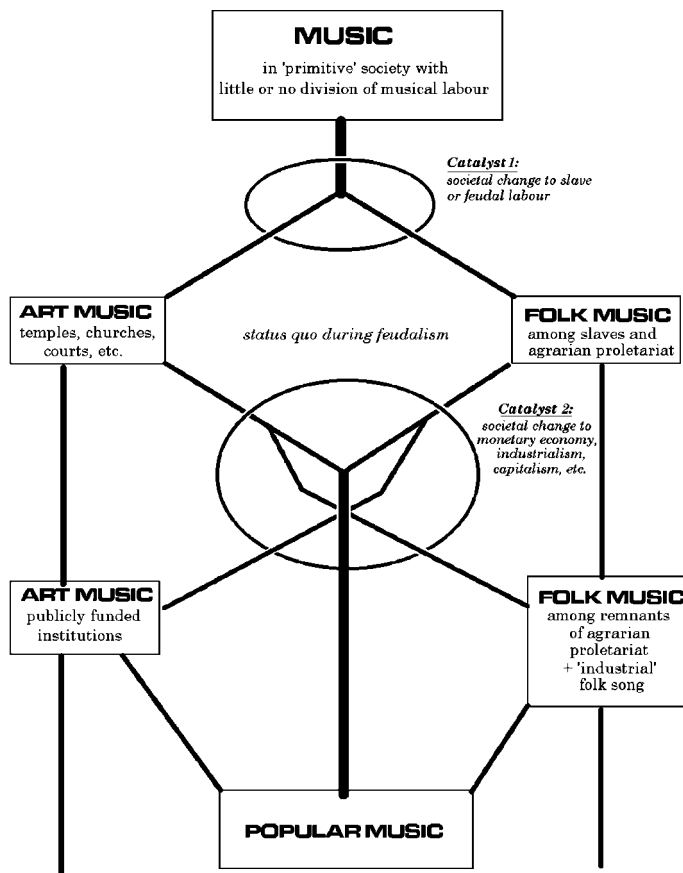 MUSIC
in 'primitive' society with
little or no division of musical labour
Catalyst 1:
societal change to slave
or feudal labour
ART MUSIC
temples, churches,
courts, etc.
status quo during feudalism
FOLK MUSIC
among slaves and
agrarian proletariat
Catalyst 2:
societal change to
monetary economy,
industrialism,
capitalism, etc.
ART MUSIC
publicly funded
institutions
FOLK MUSIC
among remnants
of agrarian
proletariat
+ 'industrial'
folk song
POPULAR MUSIC